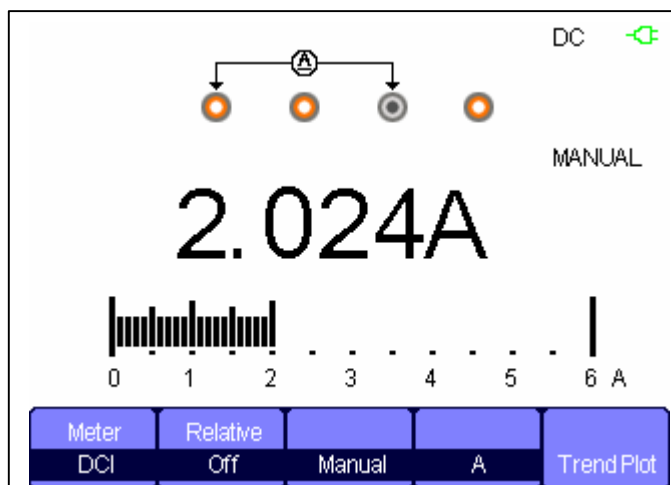 DC
A
MANUAL
2.024A
0 1 2 3 4 5 6 A
Meter Relative
DCI Off Manual A Trend Plot